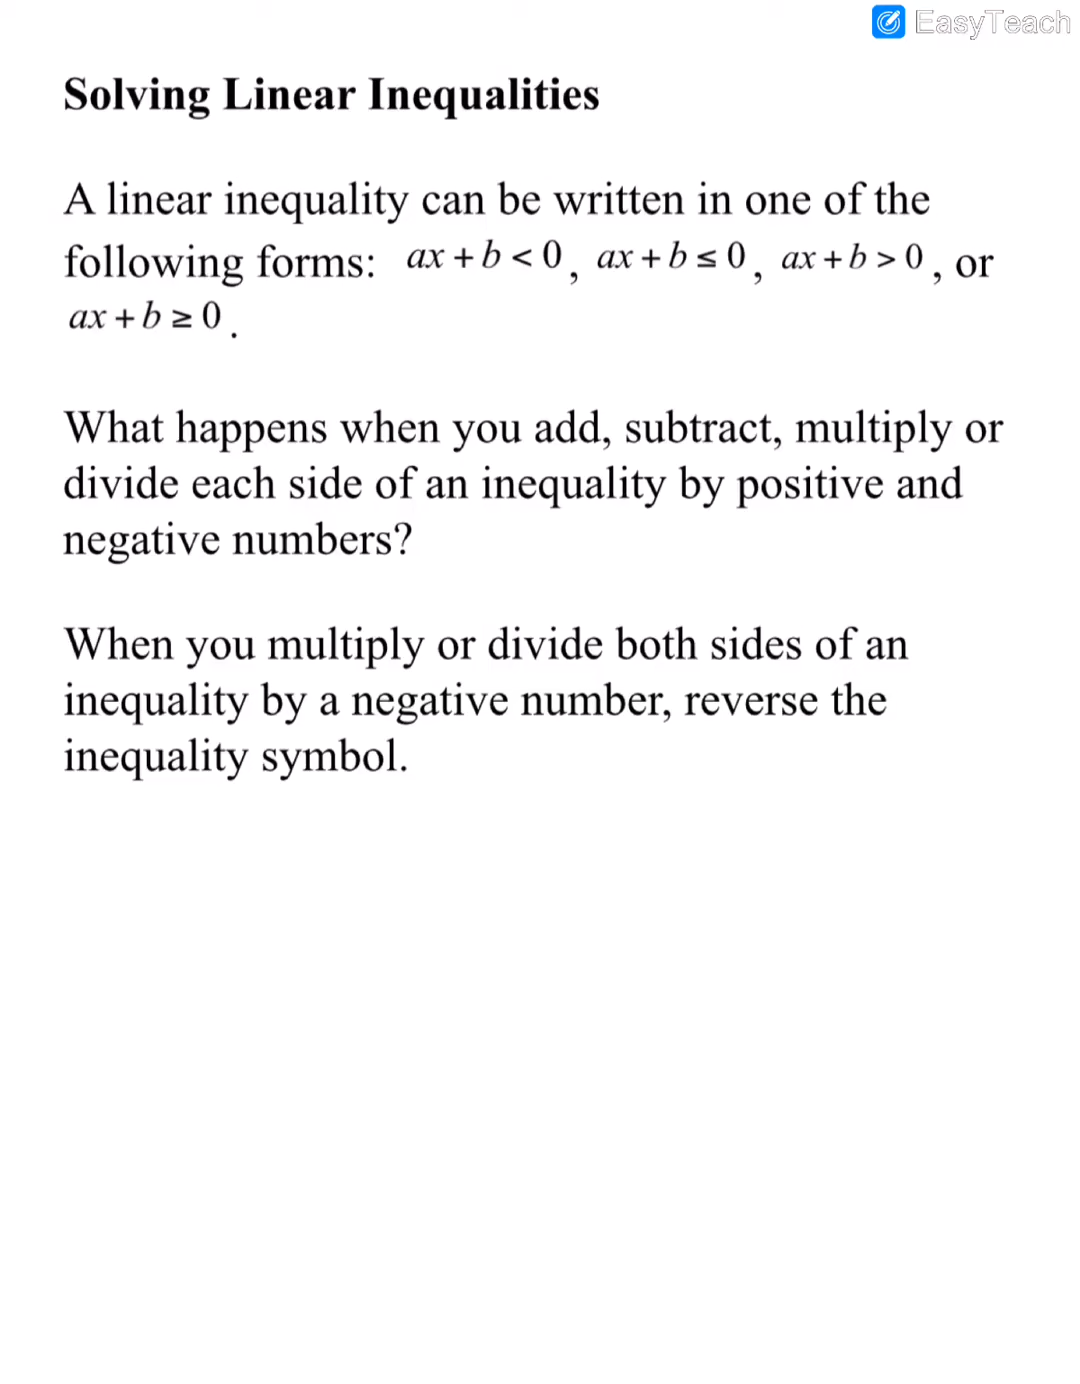 EasyTeach
Solving Linear Inequalities
A linear inequality can be written in one of the
following forms: ax + b < 0, ax + b ≤ 0, ax + b > 0, or
ax + b ≥ 0.
What happens when you add, subtract, multiply or
divide each side of an inequality by positive and
negative numbers?
When you multiply or divide both sides of an
inequality by a negative number, reverse the
inequality symbol.